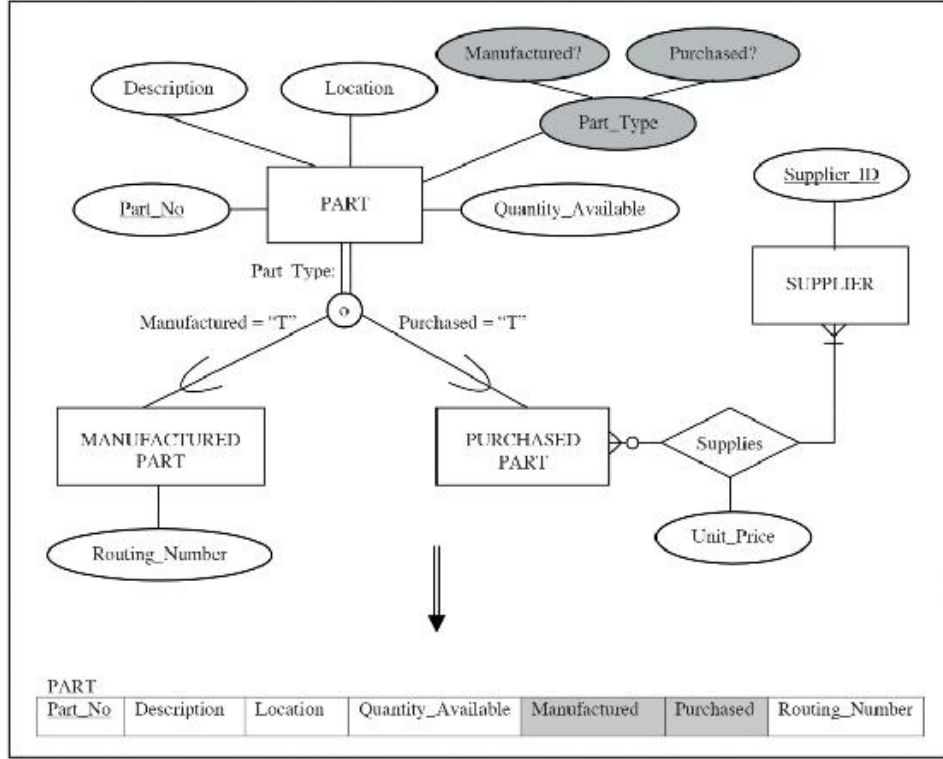 Manufactured?
Purchased?
Description
Location
Part_Type
Supplier_ID
Part_No
PART
Quantity_Available
Part Type:
SUPPLIER
o
Manufactured = “T”
Purchased = “T”
MANUFACTURED
PART
PURCHASED
PART
Supplies
Routing_Number
Unit_Price
PART
Part_No Description Location Quantity_Available Manufactured Purchased Routing_Number